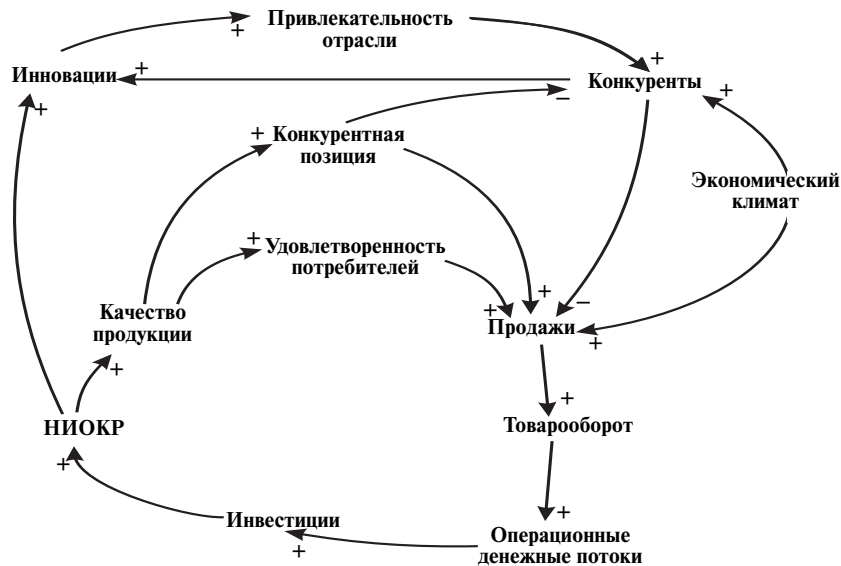 Привлекательность
отрасли
+
+
Инновации
+
+
Конкуренты
+
+
−
+
Конкурентная
позиция
Экономический
климат
+
Удовлетворенность
потребителей
Качество
продукции
+
+
−
Продажи
+
+
+
НИОКР
Товарооборот
+
Инвестиции
+
+
Операционные
денежные потоки